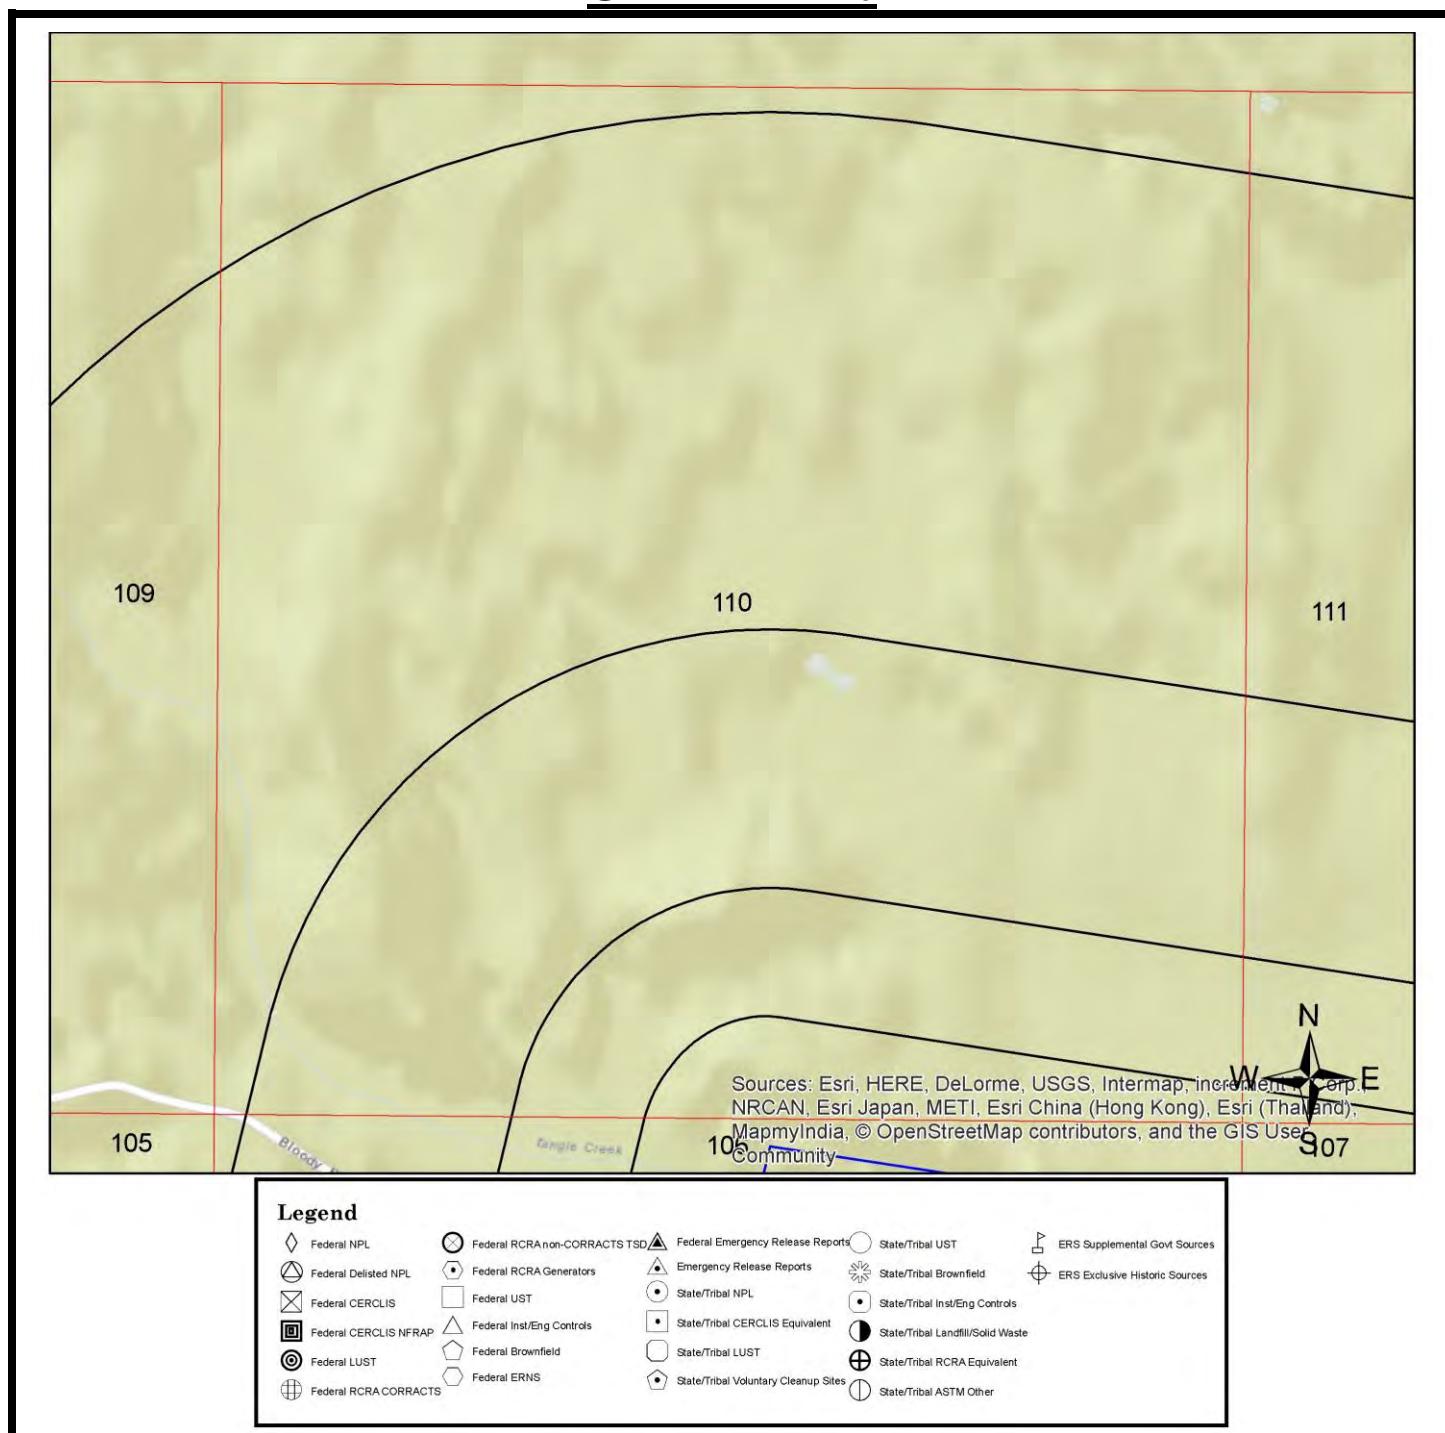 109
110
111
N
W
E
S
Sources: Esri, HERE, DeLorme, USGS, Intermap, increment P Corp.,
NRCAN, Esri Japan, METI, Esri China (Hong Kong), Esri (Thailand),
MapmyIndia, © OpenStreetMap contributors, and the GIS User
Community
105
Bloody
Tangle Creek
106
107
Legend
Federal NPL
Federal Delisted NPL
Federal CERCLIS
Federal CERCLIS NFRAP
Federal LUST
Federal RCRA CORRACTS
Federal RCRA non-CORRACTS TSD
Federal RCRA Generators
Federal UST
Federal Inst/Eng Controls
Federal Brownfield
Federal ERNS
Federal Emergency Release Reports
Emergency Release Reports
State/Tribal NPL
State/Tribal CERCLIS Equivalent
State/Tribal LUST
State/Tribal Voluntary Cleanup Sites
State/Tribal UST
State/Tribal Brownfield
State/Tribal Inst/Eng Controls
State/Tribal Landfill/Solid Waste
State/Tribal RCRA Equivalent
State/Tribal ASTM Other
ERS Supplemental Govt Sources
ERS Exclusive Historic Sources